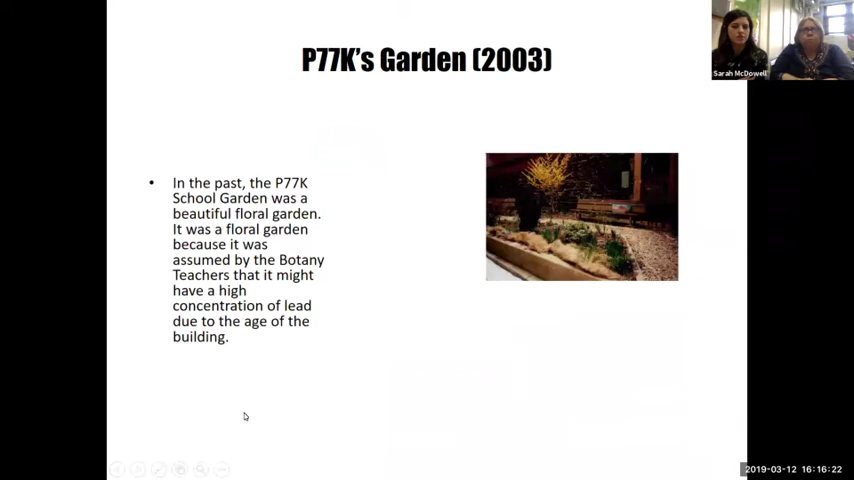 P77K's Garden (2003)
Sarah McDowell
• In the past, the P77K
School Garden was a
beautiful floral garden.
It was a floral garden
because it was
assumed by the Botany
Teachers that it might
have a high
concentration of lead
due to the age of the
building.
2019-03-12 16:16:22